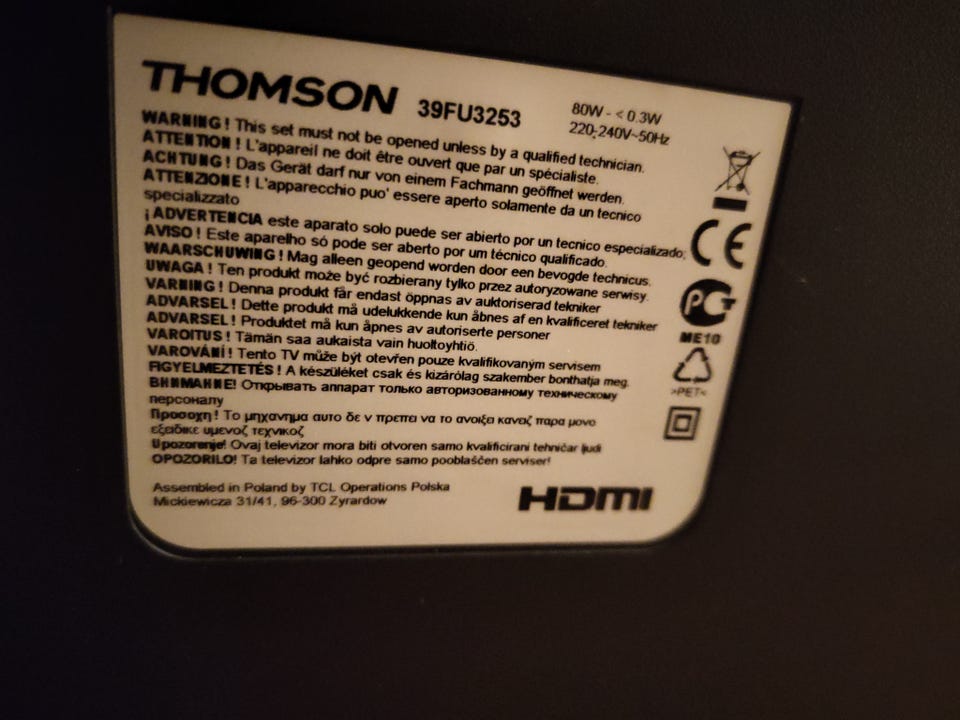 THOMSON 39FU3253
80W - < 0.3W
220-240V~50Hz
WARNING ! This set must not be opened unless by a qualified technician.
ATTENTION ! L'appareil ne doit être ouvert que par un spécialiste.
ACHTUNG ! Das Gerät darf nur von einem Fachmann geöffnet werden.
ATTENZIONE ! L'apparecchio puo' essere aperto solamente da un tecnico
specializzato
¡ ADVERTENCIA este aparato solo puede ser abierto por un tecnico especializado;
AVISO ! Este aparelho só pode ser aberto por um técnico qualificado.
WAARSCHUWING ! Mag alleen geopend worden door een bevogde technicus.
UWAGA ! Ten produkt może być rozbierany tylko przez autoryzowane serwisy.
VARNING ! Denna produkt får endast öppnas av auktoriserad tekniker
ADVARSEL ! Dette produkt må udelukkende kun åbnes af en kvalificeret tekniker
ADVARSEL ! Produktet må kun åpnes av autoriserte personer
VAROITUS ! Tämän saa aukaista vain huoltoyhtiö.
VAROVÁNÍ ! Tento TV může být otevřen pouze kvalifikovaným servisem
FIGYELMEZTETÉS ! A készüléket csak és kizárólag szakember bonthatja meg.
ВНИМАНИЕ! Открывать аппарат только авторизованному техническому
персоналу
Προσοχη ! Το μηχανημα αυτο δε ν πρεπει να το ανοιξει κανεις παρα μονο
εξειδικε υμενος τεχνικος
Upozorenje! Ovaj televizor mora biti otvoren samo kvalificirani tehničar ljudi
OPOZORILO! Ta televizor lahko odpre samo pooblaščen serviser!
Assembled in Poland by TCL Operations Polska
Mickiewicza 31/41, 96-300 Zyrardow
HDMI
CE
РСТ
ME10
>PET<